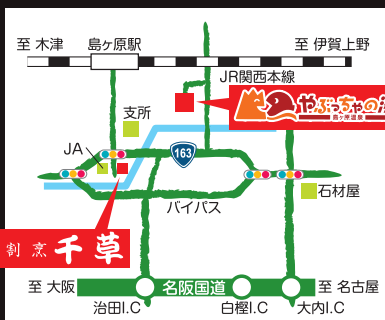 至 木津
島ヶ原駅
至 伊賀上野
JR関西本線
やぶっちゃの湯
島ヶ原温泉
支所
JA
163
石材屋
バイパス
割烹 千草
至 大阪
名阪国道
至 名古屋
治田I.C
白樫I.C
大内I.C